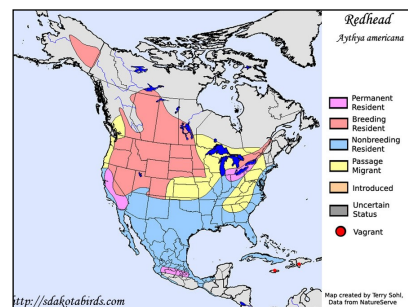 Redhead
Aythya americana
Permanent
Resident
Breeding
Resident
Nonbreeding
Resident
Passage
Migrant
Introduced
Uncertain
Status
Vagrant
http://sdakotabirds.com
Map created by Terry Sohl,
Data from NatureServe